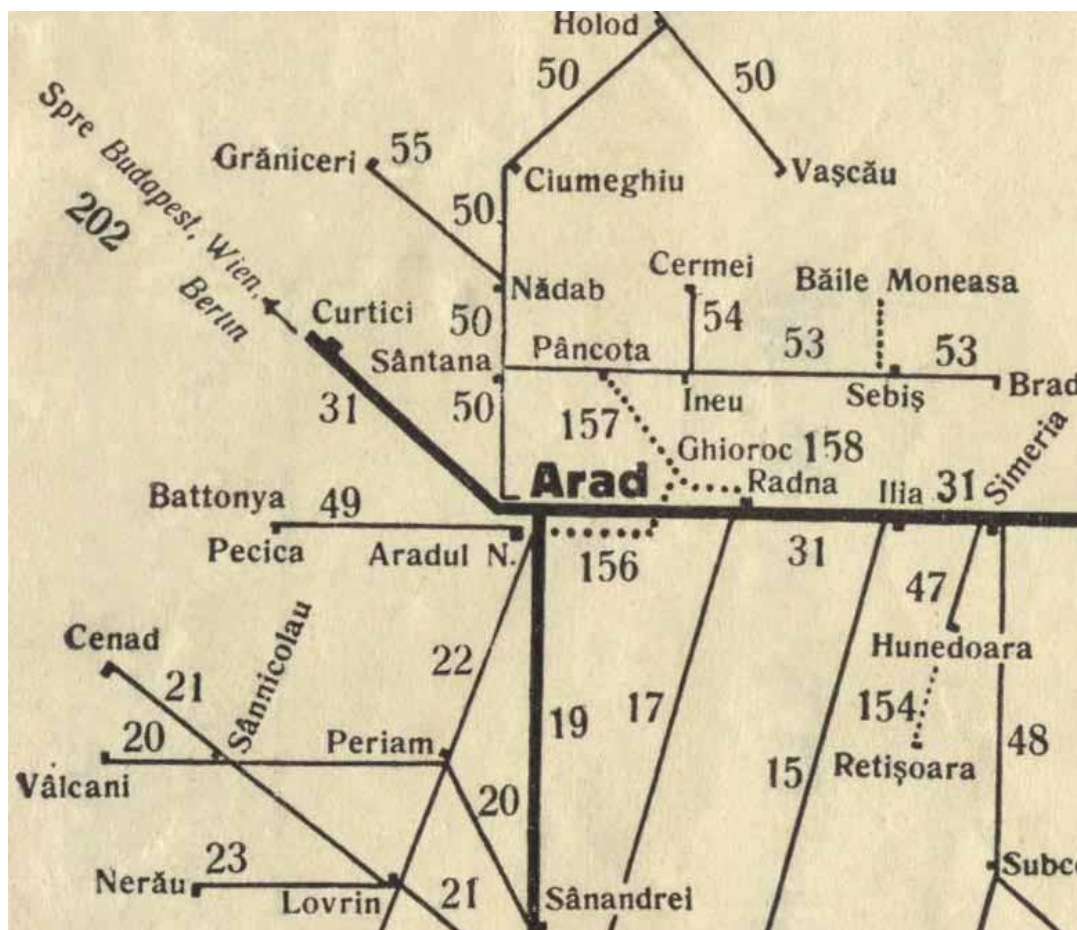 Holod
50
50
Spre Budapest, Wien,
Berlin
202
Grăniceri
55
Ciumeghiu
Vașcău
50
Nădab
Cermei
Băile Moneasa
Curtici
50
54
53
53
Sântana
Pâncota
Ineu
Sebiș
Brad
31
50
157
Ghioroc 158
Simeria
Arad
Radna
Ilia
31
Battonya
49
Pecica
Aradul N.
156
31
47
Hunedoara
Cenad
21
Sânnicolau
22
19
17
154
48
20
Periam
Vâlcani
20
15
Retișoara
23
Nerău
Lovrin
21
Sânandrei